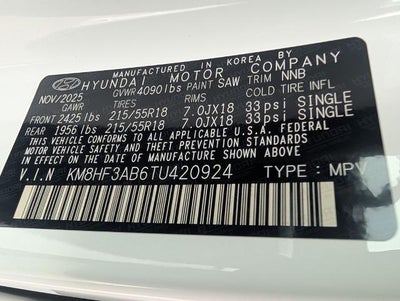 MANUFACTURED IN KOREA BY
HYUNDAI MOTOR COMPANY
NOV/2025 GVWR 4090 lbs PAINT SAW TRIM NNB
GAWR TIRES RIMS COLD TIRE INFL
FRONT 2425 lbs 215/55R18 7.0JX18 33psi SINGLE
REAR 1956 lbs 215/55R18 7.0JX18 33psi SINGLE
THIS VEHICLE CONFORMS TO ALL APPLICABLE U.S.A. FEDERAL
MOTOR VEHICLE SAFETY AND THEFT PREVENTION STANDARDS
IN EFFECT ON THE DATE OF MANUFACTURE SHOWN ABOVE.
V.I.N KM8HF3AB6TU420924 TYPE: MPV